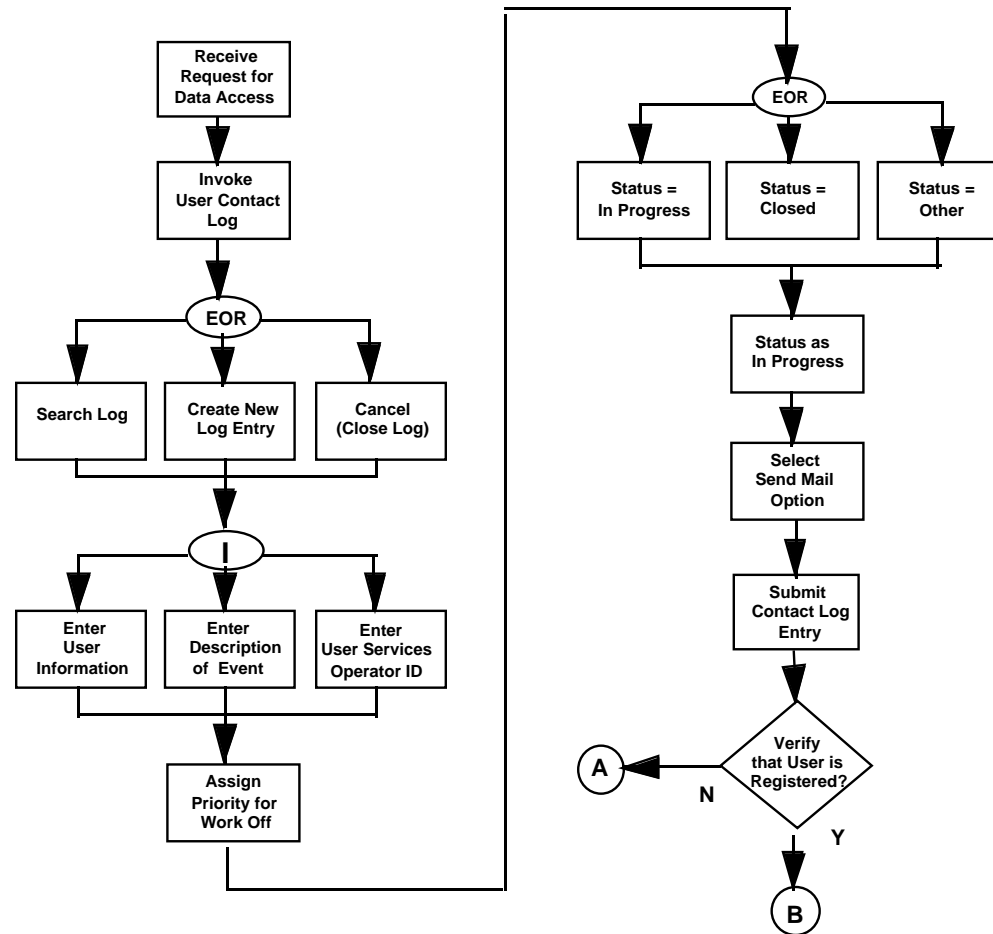 Receive
Request for
Data Access
Invoke
User Contact
Log
EOR
Search Log
Create New
Log Entry
Cancel
(Close Log)
I
Enter
User
Information
Enter
Description
of Event
Enter
User Services
Operator ID
Assign
Priority for
Work Off
EOR
Status =
In Progress
Status =
Closed
Status =
Other
Status as
In Progress
Select
Send Mail
Option
Submit
Contact Log
Entry
Verify
that User is
Registered?
A
N
Y
B